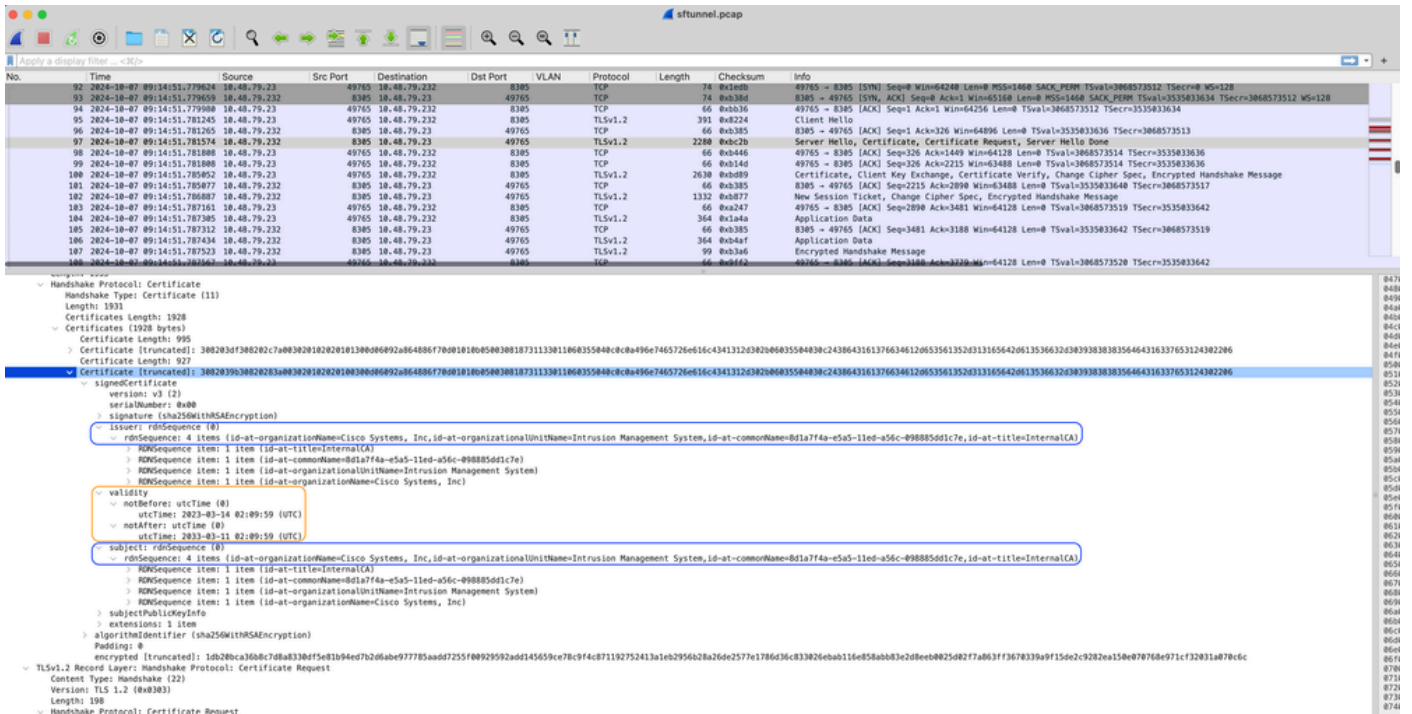 sftunnel.pcap
Apply a display filter ... <⌘/>
No. Time Source Src Port Destination Dst Port VLAN Protocol Length Checksum Info
92 2024-10-07 09:14:51.779624 10.48.79.23 49765 10.48.79.232 8305 TCP 74 0x1edb 49765 → 8305 [SYN] Seq=0 Win=64240 Len=0 MSS=1460 SACK_PERM TSval=3068573512 TSecr=0 WS=128
93 2024-10-07 09:14:51.779659 10.48.79.232 8305 10.48.79.23 49765 TCP 74 0xb38d 8305 → 49765 [SYN, ACK] Seq=0 Ack=1 Win=65160 Len=0 MSS=1460 SACK_PERM TSval=3535033634 TSecr=3068573512 WS=128
94 2024-10-07 09:14:51.779980 10.48.79.23 49765 10.48.79.232 8305 TCP 66 0xbb36 49765 → 8305 [ACK] Seq=1 Ack=1 Win=64256 Len=0 TSval=3068573512 TSecr=3535033634
95 2024-10-07 09:14:51.781245 10.48.79.23 49765 10.48.79.232 8305 TLSv1.2 391 0x8224 Client Hello
96 2024-10-07 09:14:51.781265 10.48.79.232 8305 10.48.79.23 49765 TCP 66 0xb385 8305 → 49765 [ACK] Seq=1 Ack=326 Win=64896 Len=0 TSval=3535033636 TSecr=3068573513
97 2024-10-07 09:14:51.781574 10.48.79.232 8305 10.48.79.23 49765 TLSv1.2 2280 0xbc2b Server Hello, Certificate, Certificate Request, Server Hello Done
98 2024-10-07 09:14:51.781808 10.48.79.23 49765 10.48.79.232 8305 TCP 66 0xb446 49765 → 8305 [ACK] Seq=326 Ack=1449 Win=64128 Len=0 TSval=3068573514 TSecr=3535033636
99 2024-10-07 09:14:51.781808 10.48.79.23 49765 10.48.79.232 8305 TCP 66 0xb14d 49765 → 8305 [ACK] Seq=326 Ack=2215 Win=63488 Len=0 TSval=3068573514 TSecr=3535033636
100 2024-10-07 09:14:51.785052 10.48.79.23 49765 10.48.79.232 8305 TLSv1.2 2630 0xbd89 Certificate, Client Key Exchange, Certificate Verify, Change Cipher Spec, Encrypted Handshake Message
101 2024-10-07 09:14:51.785077 10.48.79.232 8305 10.48.79.23 49765 TCP 66 0xb385 8305 → 49765 [ACK] Seq=2215 Ack=2890 Win=63488 Len=0 TSval=3535033640 TSecr=3068573517
102 2024-10-07 09:14:51.786887 10.48.79.232 8305 10.48.79.23 49765 TLSv1.2 1332 0xb877 New Session Ticket, Change Cipher Spec, Encrypted Handshake Message
103 2024-10-07 09:14:51.787161 10.48.79.23 49765 10.48.79.232 8305 TCP 66 0xa247 49765 → 8305 [ACK] Seq=2890 Ack=3481 Win=64128 Len=0 TSval=3068573519 TSecr=3535033642
104 2024-10-07 09:14:51.787305 10.48.79.23 49765 10.48.79.232 8305 TLSv1.2 364 0x1a4a Application Data
105 2024-10-07 09:14:51.787312 10.48.79.232 8305 10.48.79.23 49765 TCP 66 0xb385 8305 → 49765 [ACK] Seq=3481 Ack=3188 Win=64128 Len=0 TSval=3535033642 TSecr=3068573519
106 2024-10-07 09:14:51.787434 10.48.79.232 8305 10.48.79.23 49765 TLSv1.2 364 0xb4af Application Data
107 2024-10-07 09:14:51.787523 10.48.79.232 8305 10.48.79.23 49765 TLSv1.2 99 0xb3a6 Encrypted Handshake Message
108 2024-10-07 09:14:51.787567 10.48.79.23 49765 10.48.79.232 8305 TCP 66 0x9ff2 49765 → 8305 [ACK] Seq=3188 Ack=3779 Win=64128 Len=0 TSval=3068573520 TSecr=3535033642
Handshake Protocol: Certificate
Handshake Type: Certificate (11)
Length: 1931
Certificates Length: 1928
Certificates (1928 bytes)
Certificate Length: 995
Certificate [truncated]:
Certificate Length: 927
Certificate [truncated]:
signedCertificate
version: v3 (2)
serialNumber: 0x00
signature (sha256WithRSAEncryption)
issuer: rdnSequence (0)
rdnSequence: 4 items (id-at-organizationName=Cisco Systems, Inc,id-at-organizationalUnitName=Intrusion Management System,id-at-commonName=8d1a7f4a-e5a5-11ed-a56c-098885dd1c7e,id-at-title=InternalCA)
RDNSequence item: 1 item (id-at-title=InternalCA)
RDNSequence item: 1 item (id-at-commonName=8d1a7f4a-e5a5-11ed-a56c-098885dd1c7e)
RDNSequence item: 1 item (id-at-organizationalUnitName=Intrusion Management System)
RDNSequence item: 1 item (id-at-organizationName=Cisco Systems, Inc)
validity
notBefore: utcTime (0)
utcTime: 2023-03-14 02:09:59 (UTC)
notAfter: utcTime (0)
utcTime: 2033-03-11 02:09:59 (UTC)
subject: rdnSequence (0)
rdnSequence: 4 items (id-at-organizationName=Cisco Systems, Inc,id-at-organizationalUnitName=Intrusion Management System,id-at-commonName=8d1a7f4a-e5a5-11ed-a56c-098885dd1c7e,id-at-title=InternalCA)
RDNSequence item: 1 item (id-at-title=InternalCA)
RDNSequence item: 1 item (id-at-commonName=8d1a7f4a-e5a5-11ed-a56c-098885dd1c7e)
RDNSequence item: 1 item (id-at-organizationalUnitName=Intrusion Management System)
RDNSequence item: 1 item (id-at-organizationName=Cisco Systems, Inc)
subjectPublicKeyInfo
extensions: 1 item
algorithmIdentifier (sha256WithRSAEncryption)
Padding: 0
encrypted [truncated]:
TLSv1.2 Record Layer: Handshake Protocol: Certificate Request
Content Type: Handshake (22)
Version: TLS 1.2 (0x0303)
Length: 198
Handshake Protocol: Certificate Request